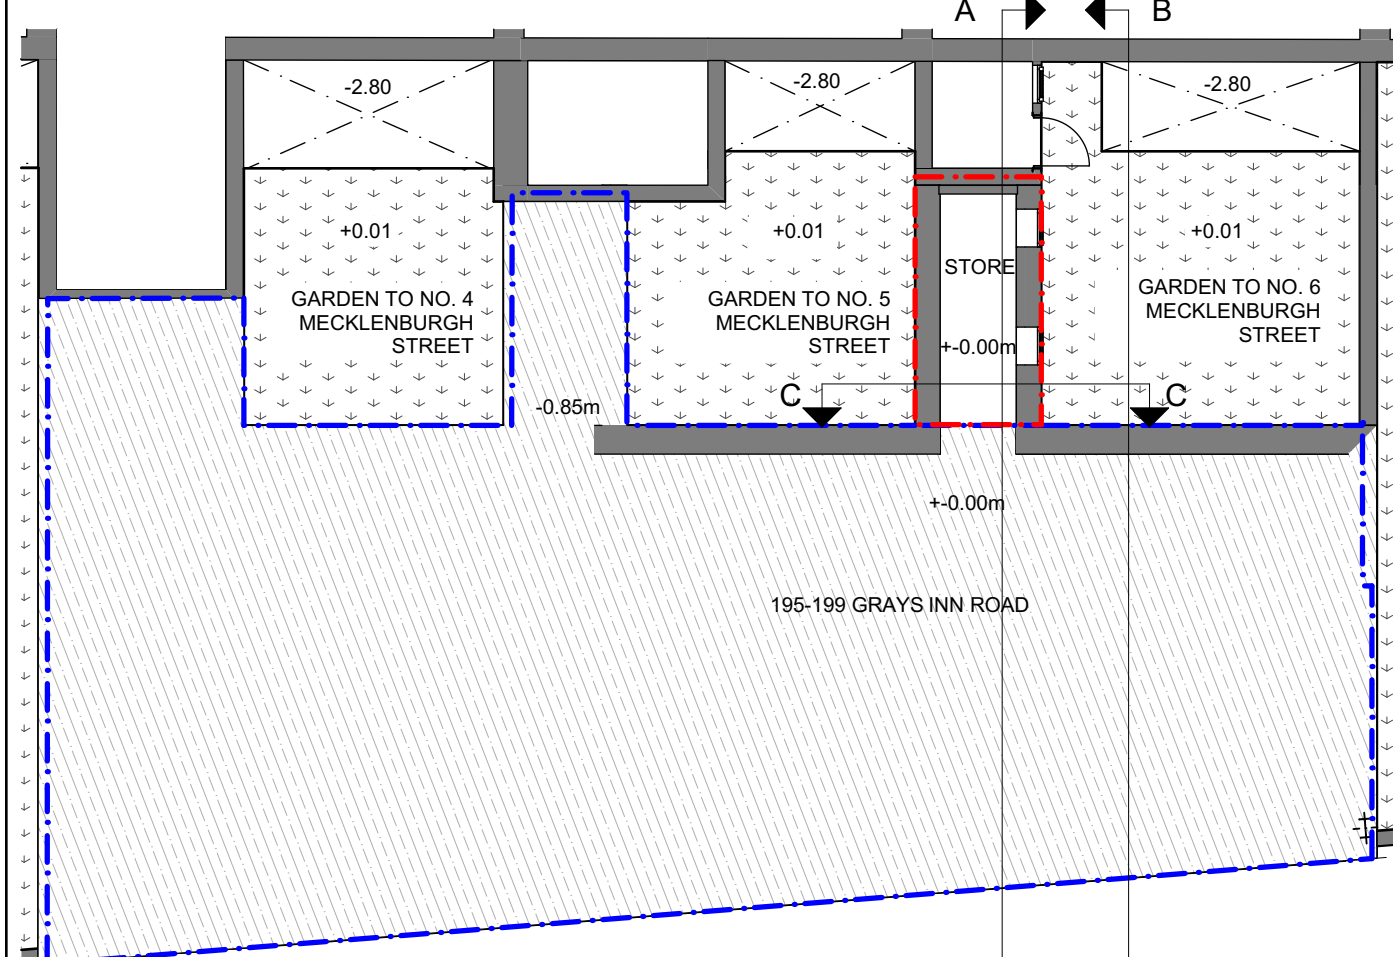 A
B
-2.80
-2.80
-2.80
+0.01
+0.01
+0.01
STORE
GARDEN TO NO. 4
MECKLENBURGH
STREET
GARDEN TO NO. 5
MECKLENBURGH
STREET
GARDEN TO NO. 6
MECKLENBURGH
STREET
+-0.00m
C
C
-0.85m
+-0.00m
195-199 GRAYS INN ROAD